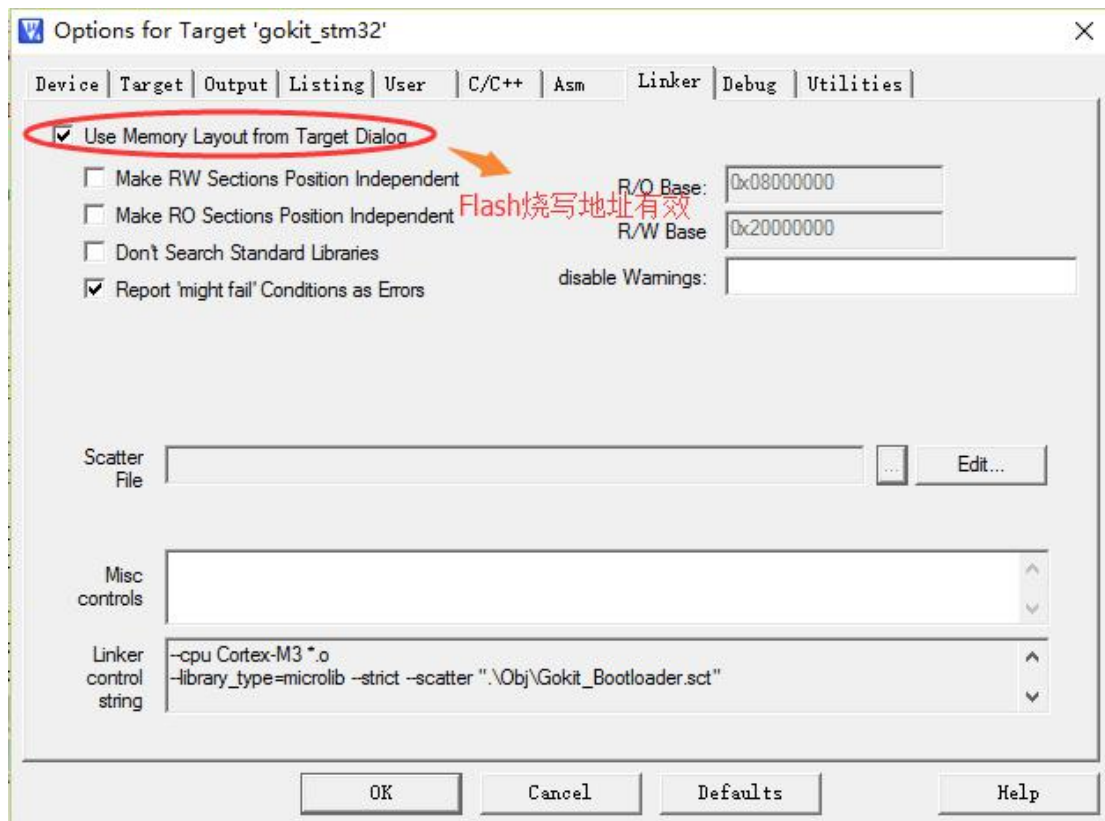 Options for Target 'gokit_stm32'
Device Target Output Listing User C/C++ Asm Linker Debug Utilities
Use Memory Layout from Target Dialog
Make RW Sections Position Independent
R/O Base: 0x08000000
Make RO Sections Position Independent
Flash烧写地址有效
R/W Base 0x20000000
Don't Search Standard Libraries
disable Warnings:
Report 'might fail' Conditions as Errors
Scatter
File
...
Edit...
Misc
controls
Linker
control
string
--cpu Cortex-M3 *.o
--library_type=microlib --strict --scatter ".\Obj\Gokit_Bootloader.sct"
OK Cancel Defaults Help